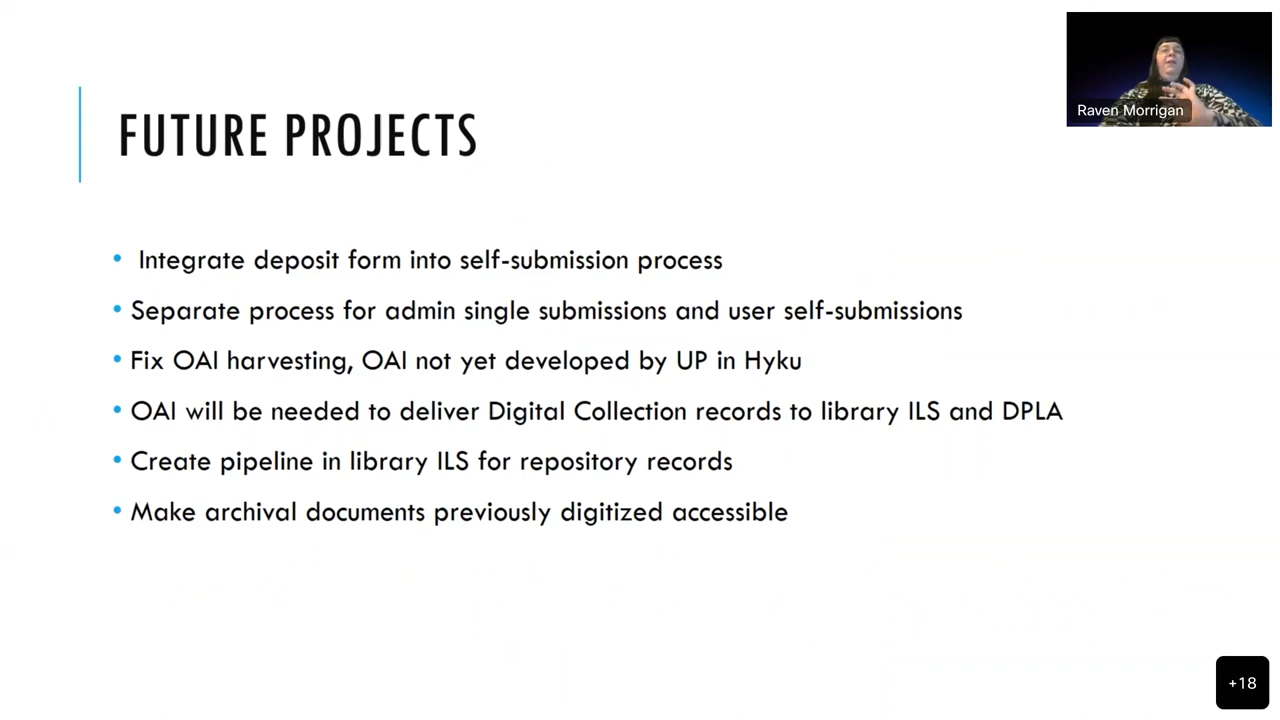 Raven Morrigan
FUTURE PROJECTS
• Integrate deposit form into self-submission process
• Separate process for admin single submissions and user self-submissions
• Fix OAI harvesting, OAI not yet developed by UP in Hyku
• OAI will be needed to deliver Digital Collection records to library ILS and DPLA
• Create pipeline in library ILS for repository records
• Make archival documents previously digitized accessible
+18